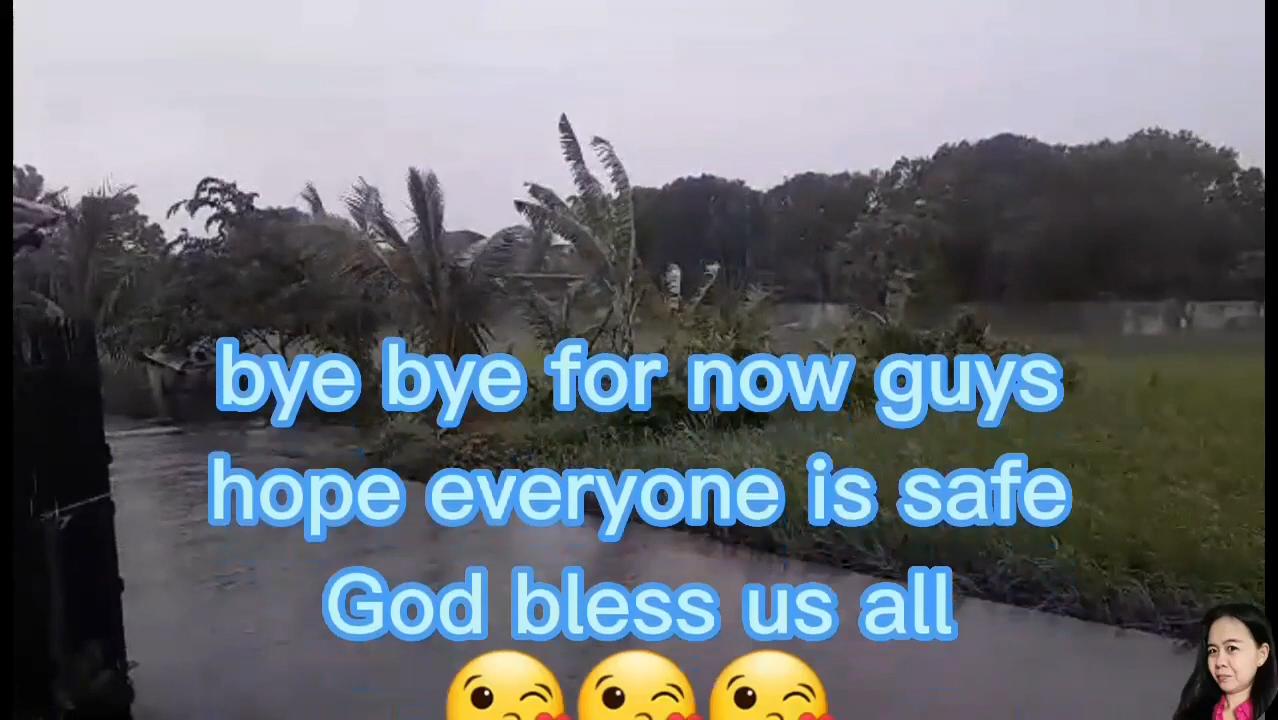 bye bye for now guys
hope everyone is safe
God bless us all
😘😘😘